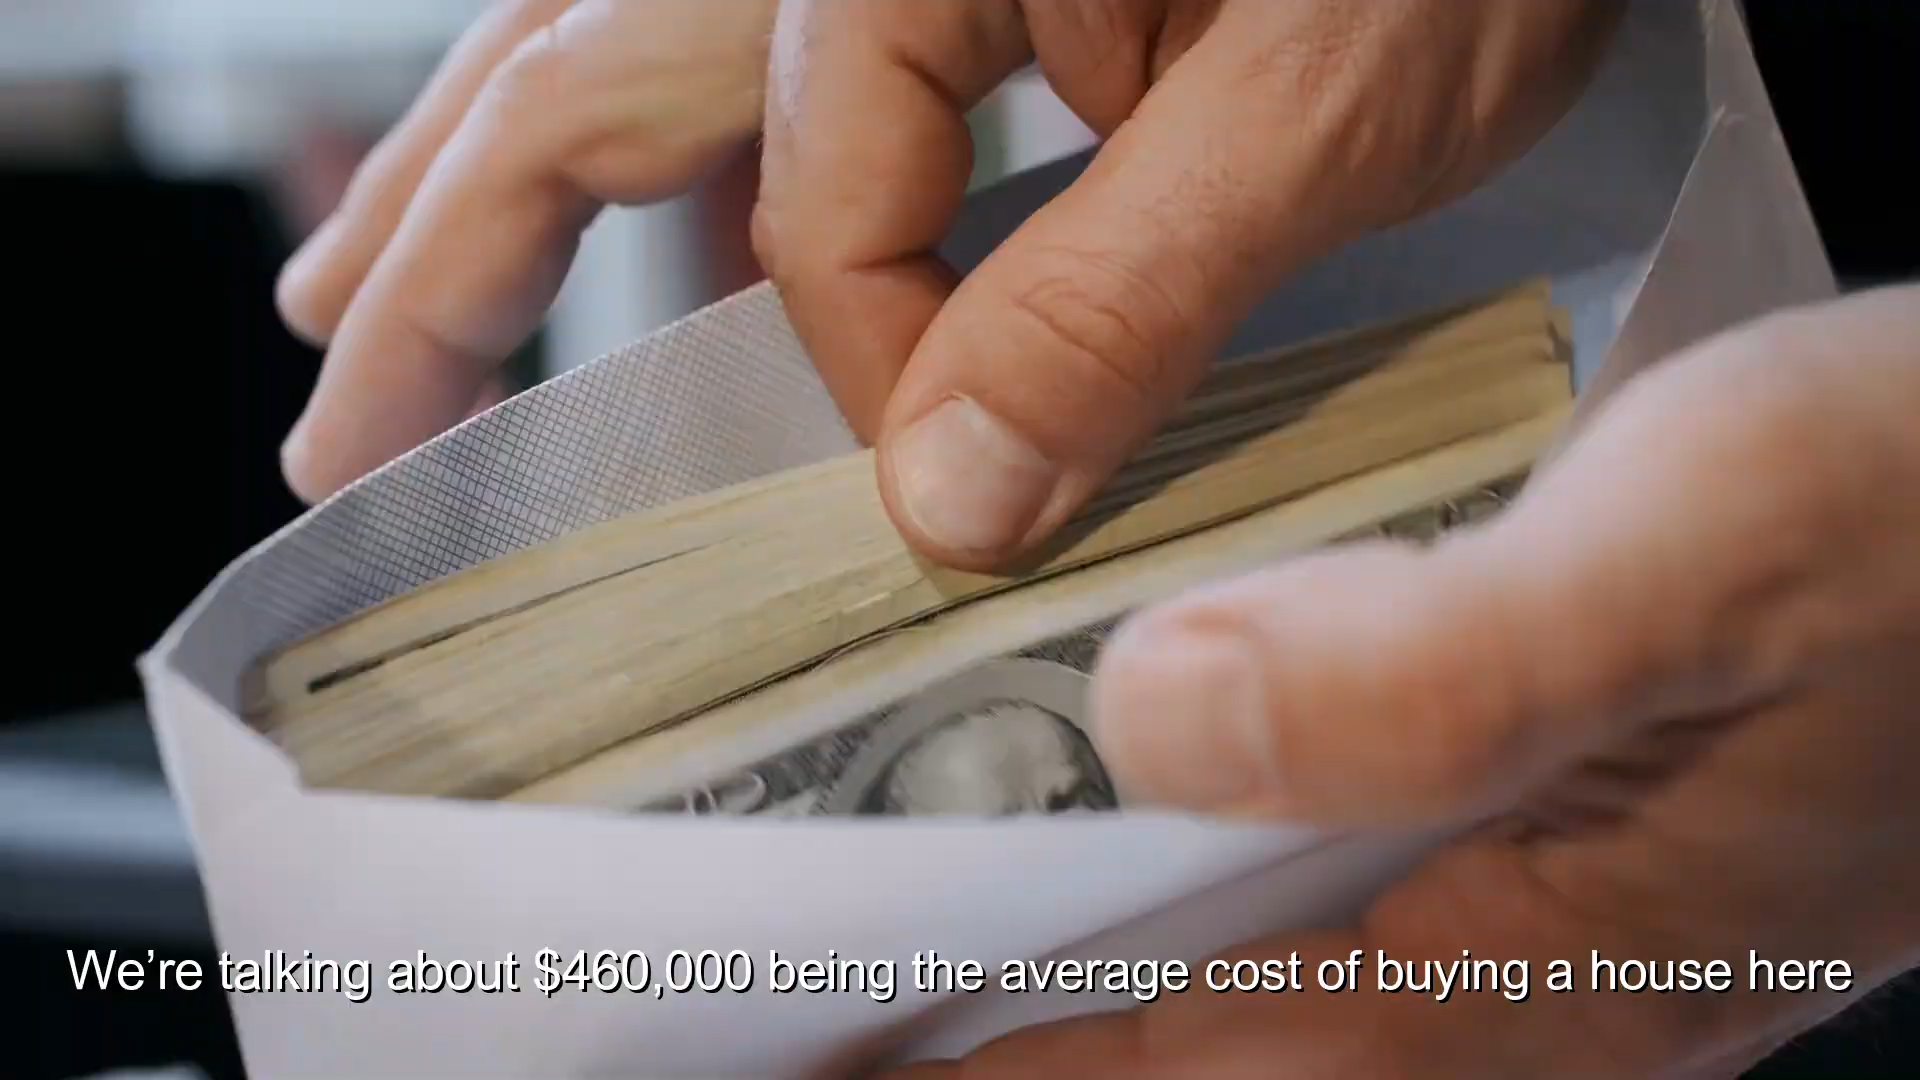 We’re talking about $460,000 being the average cost of buying a house here